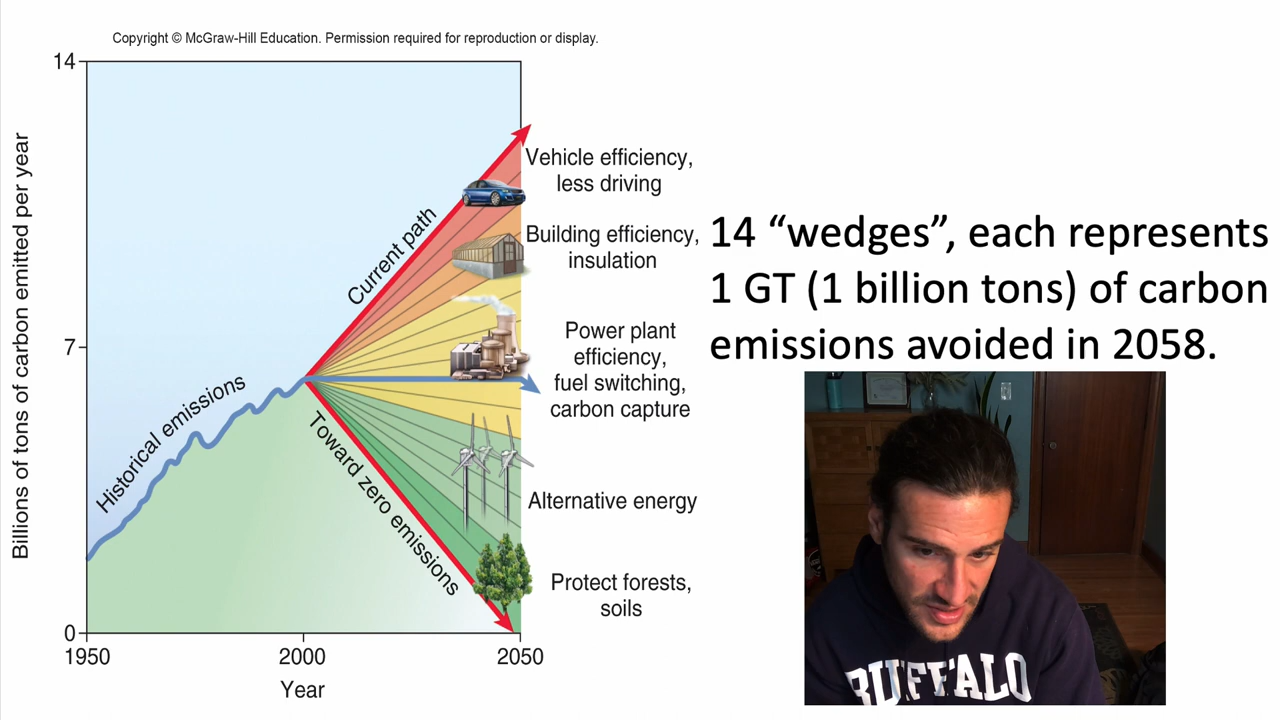 Copyright © McGraw-Hill Education. Permission required for reproduction or display.
14
7
0
Billions of tons of carbon emitted per year
1950
2000
2050
Year
Historical emissions
Current path
Toward zero emissions
Vehicle efficiency,
less driving
Building efficiency,
insulation
Power plant
efficiency,
fuel switching,
carbon capture
Alternative energy
Protect forests,
soils
14 “wedges”, each represents
1 GT (1 billion tons) of carbon
emissions avoided in 2058.
BUFFALO